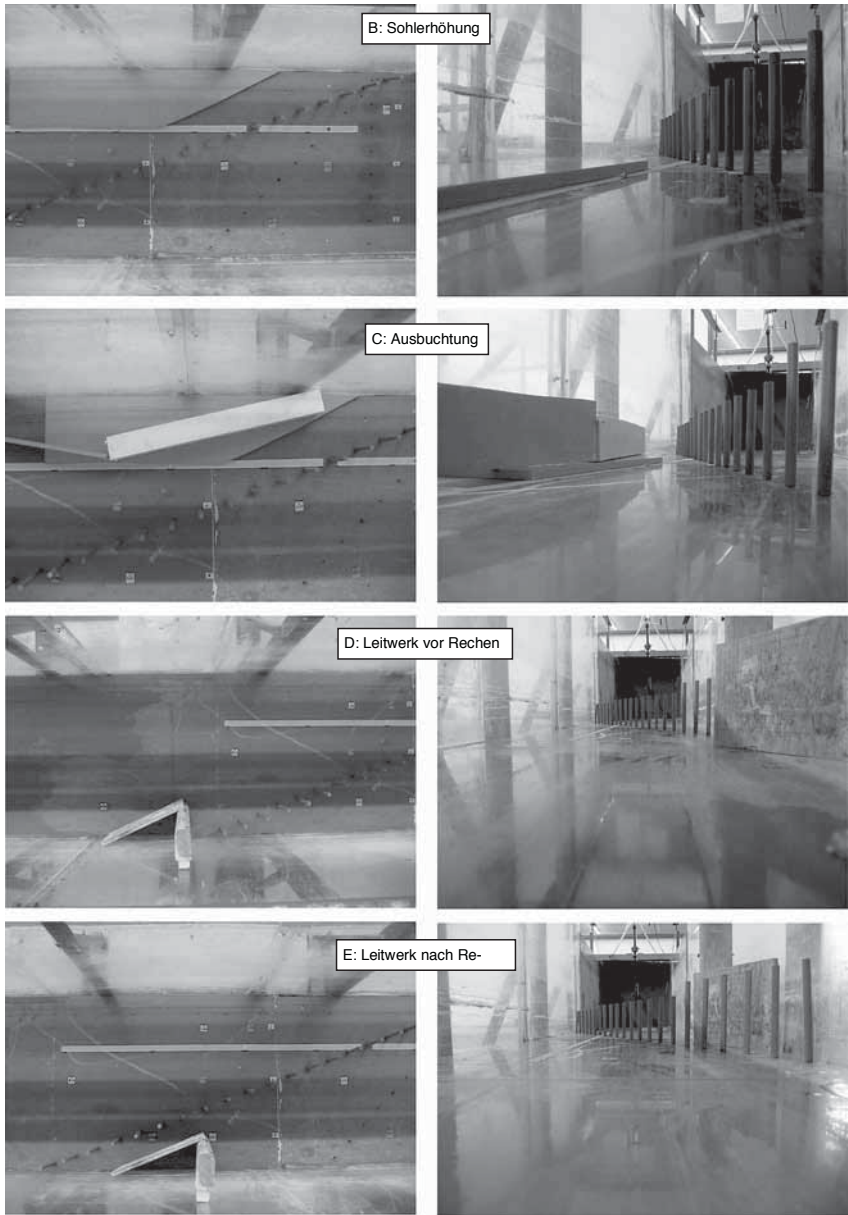 B: Sohlerhöhung
C: Ausbuchtung
D: Leitwerk vor Rechen
E: Leitwerk nach Re-